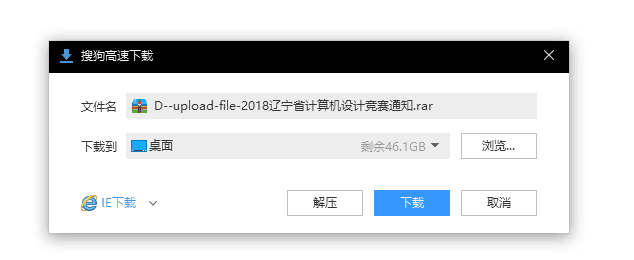 搜狗高速下载
文件名 D--upload-file-2018辽宁省计算机设计竞赛通知.rar
下载到 桌面 剩余46.1GB 浏览...
IE下载 解压 下载 取消